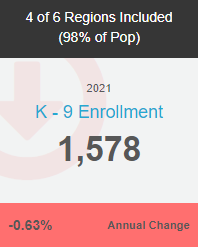 4 of 6 Regions Included
(98% of Pop)
2021
K - 9 Enrollment
1,578
-0.63% Annual Change